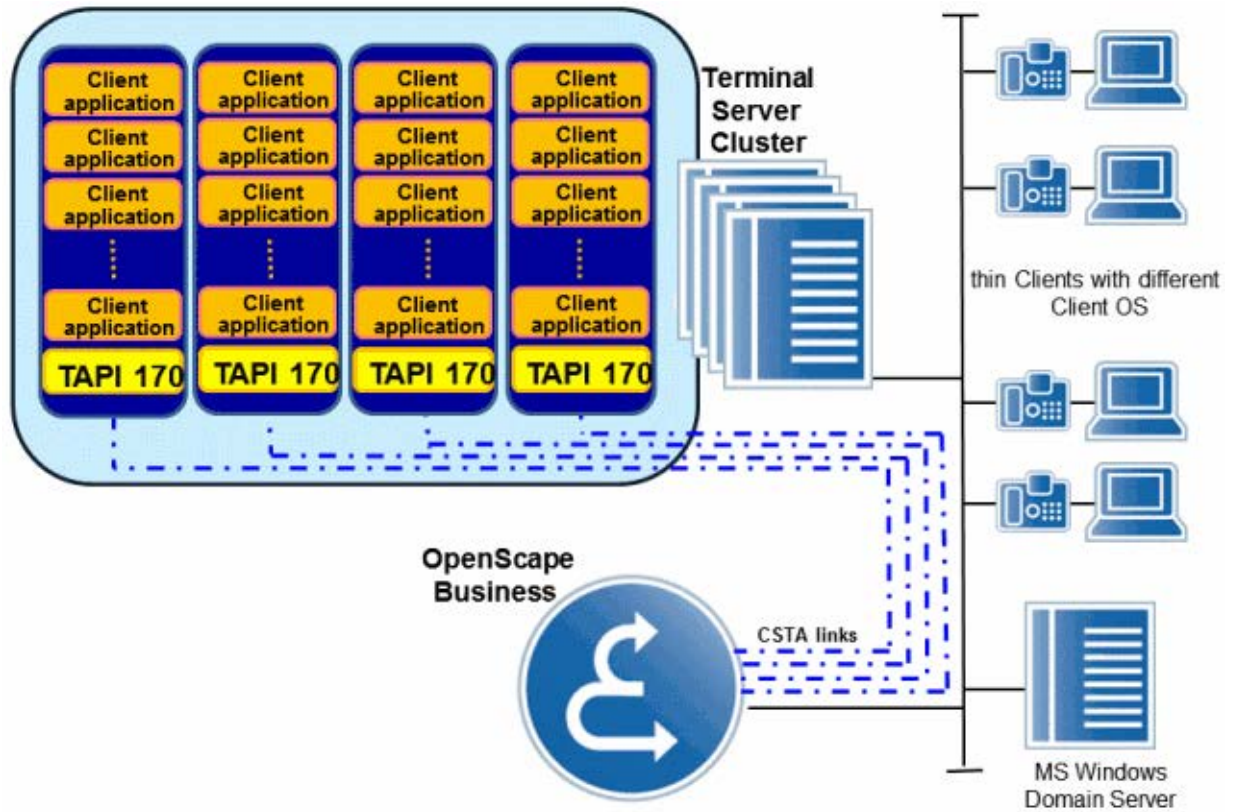 Client
application
Client
application
Client
application
Client
application
TAPI 170
Client
application
Client
application
Client
application
Client
application
TAPI 170
Client
application
Client
application
Client
application
Client
application
TAPI 170
Client
application
Client
application
Client
application
Client
application
TAPI 170
Terminal
Server
Cluster
thin Clients with different
Client OS
OpenScape
Business
CSTA links
MS Windows
Domain Server